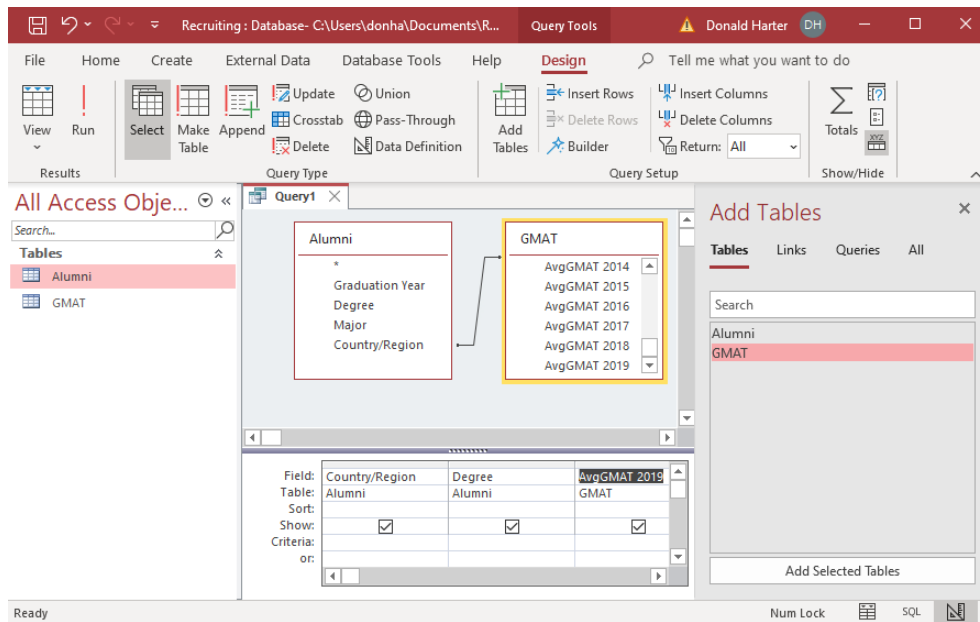 Recruiting : Database- C:\Users\donha\Documents\R... Query Tools Donald Harter DH
File Home Create External Data Database Tools Help Design Tell me what you want to do
View Run Select Make Table Append Update Crosstab Delete Union Pass-Through Data Definition Add Tables Insert Rows Delete Rows Builder Insert Columns Delete Columns Return: All Totals XYZ
Results Query Type Query Setup Show/Hide
All Access Obje... «
Search...
Tables
Alumni
GMAT
Query1
Alumni
*
Graduation Year
Degree
Major
Country/Region
GMAT
AvgGMAT 2014
AvgGMAT 2015
AvgGMAT 2016
AvgGMAT 2017
AvgGMAT 2018
AvgGMAT 2019
Field: Country/Region Degree AvgGMAT 2019
Table: Alumni Alumni GMAT
Sort:
Show:
Criteria:
or:
Add Tables
Tables Links Queries All
Search
Alumni
GMAT
Add Selected Tables
Ready Num Lock SQL